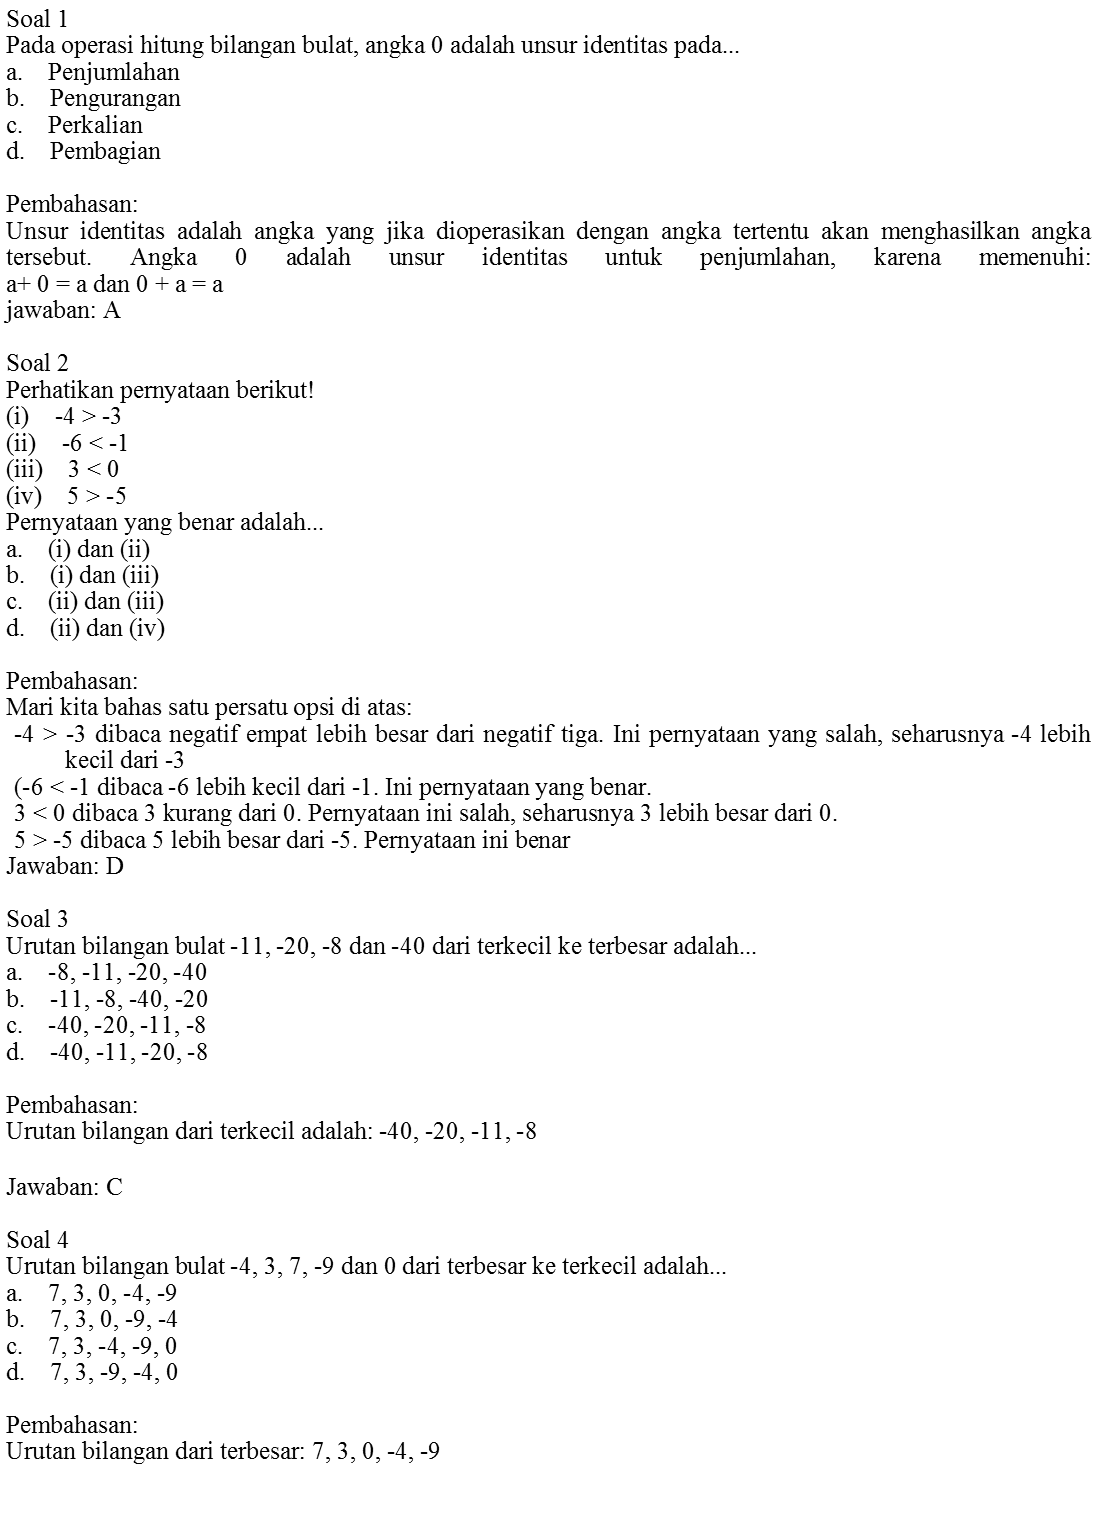 Soal 1
Pada operasi hitung bilangan bulat, angka 0 adalah unsur identitas pada...
a. Penjumlahan
b. Pengurangan
c. Perkalian
d. Pembagian
Pembahasan:
Unsur identitas adalah angka yang jika dioperasikan dengan angka tertentu akan menghasilkan angka
tersebut. Angka 0 adalah unsur identitas untuk penjumlahan, karena memenuhi:
a+ 0 = a dan 0 + a = a
jawaban: A
Soal 2
Perhatikan pernyataan berikut!
(i) -4 > -3
(ii) -6 < -1
(iii) 3 < 0
(iv) 5 > -5
Pernyataan yang benar adalah...
a. (i) dan (ii)
b. (i) dan (iii)
c. (ii) dan (iii)
d. (ii) dan (iv)
Pembahasan:
Mari kita bahas satu persatu opsi di atas:
-4 > -3 dibaca negatif empat lebih besar dari negatif tiga. Ini pernyataan yang salah, seharusnya -4 lebih
kecil dari -3
(-6 < -1 dibaca -6 lebih kecil dari -1. Ini pernyataan yang benar.
3 < 0 dibaca 3 kurang dari 0. Pernyataan ini salah, seharusnya 3 lebih besar dari 0.
5 > -5 dibaca 5 lebih besar dari -5. Pernyataan ini benar
Jawaban: D
Soal 3
Urutan bilangan bulat -11, -20, -8 dan -40 dari terkecil ke terbesar adalah...
a. -8, -11, -20, -40
b. -11, -8, -40, -20
c. -40, -20, -11, -8
d. -40, -11, -20, -8
Pembahasan:
Urutan bilangan dari terkecil adalah: -40, -20, -11, -8
Jawaban: C
Soal 4
Urutan bilangan bulat -4, 3, 7, -9 dan 0 dari terbesar ke terkecil adalah...
a. 7, 3, 0, -4, -9
b. 7, 3, 0, -9, -4
c. 7, 3, -4, -9, 0
d. 7, 3, -9, -4, 0
Pembahasan:
Urutan bilangan dari terbesar: 7, 3, 0, -4, -9